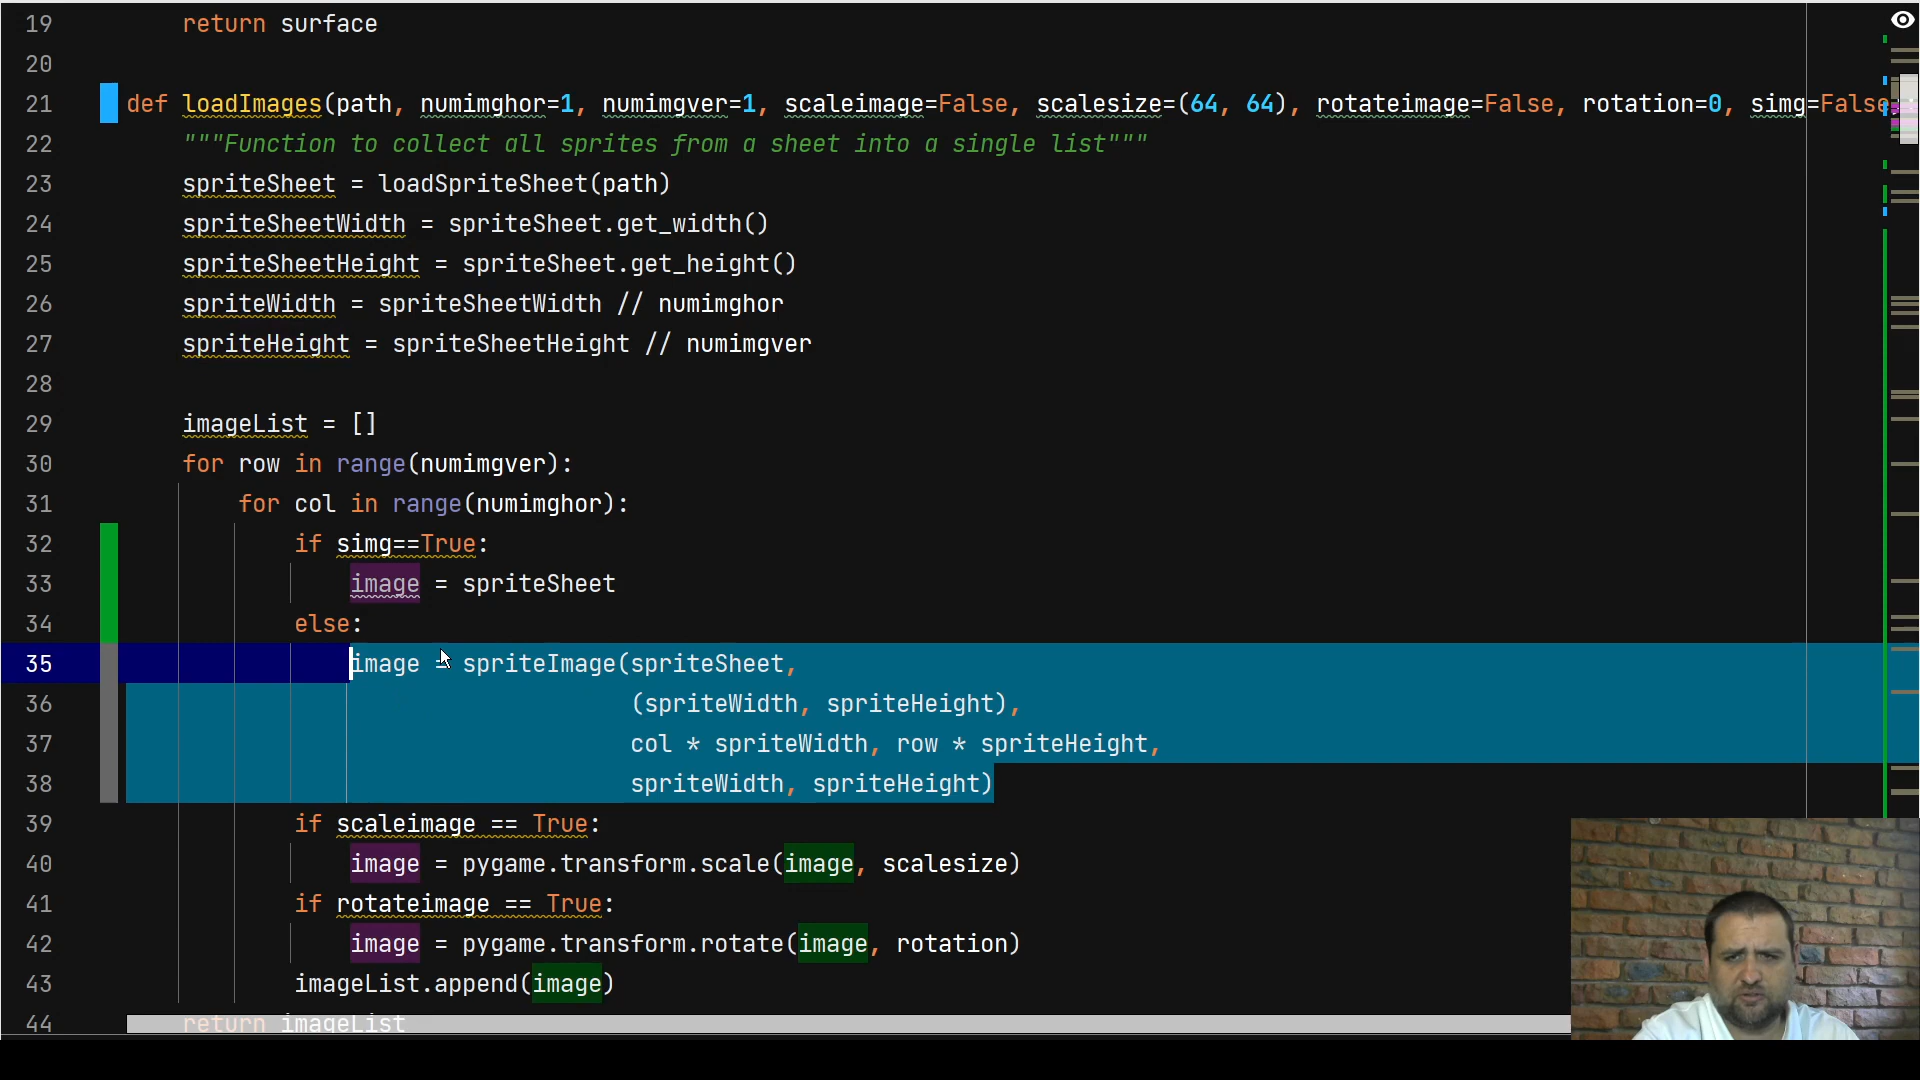 19 return surface
20
21 def loadImages(path, numimghor=1, numimgver=1, scaleimage=False, scalesize=(64, 64), rotateimage=False, rotation=0, simg=False
22 """Function to collect all sprites from a sheet into a single list"""
23 spriteSheet = loadSpriteSheet(path)
24 spriteSheetWidth = spriteSheet.get_width()
25 spriteSheetHeight = spriteSheet.get_height()
26 spriteWidth = spriteSheetWidth // numimghor
27 spriteHeight = spriteSheetHeight // numimgver
28
29 imageList = []
30 for row in range(numimgver):
31 for col in range(numimghor):
32 if simg==True:
33 image = spriteSheet
34 else:
35 image = spriteImage(spriteSheet,
36 (spriteWidth, spriteHeight),
37 col * spriteWidth, row * spriteHeight,
38 spriteWidth, spriteHeight)
39 if scaleimage == True:
40 image = pygame.transform.scale(image, scalesize)
41 if rotateimage == True:
42 image = pygame.transform.rotate(image, rotation)
43 imageList.append(image)
44 return imageList